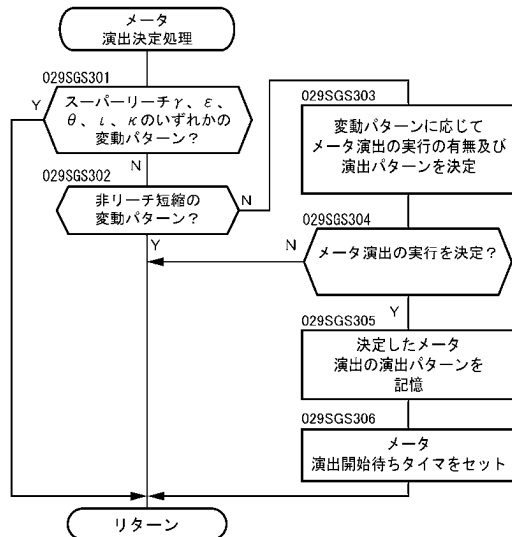 メータ
演出決定処理
029SGS301
スーパーリーチγ、ε、
θ、ι、κのいずれかの
変動パターン?
Y
N
029SGS302
非リーチ短縮の
変動パターン?
N
Y
029SGS303
変動パターンに応じて
メータ演出の実行の有無及び
演出パターンを決定
029SGS304
メータ演出の実行を決定?
N
Y
029SGS305
決定したメータ
演出の演出パターンを
記憶
029SGS306
メータ
演出開始待ちタイマをセット
リターン